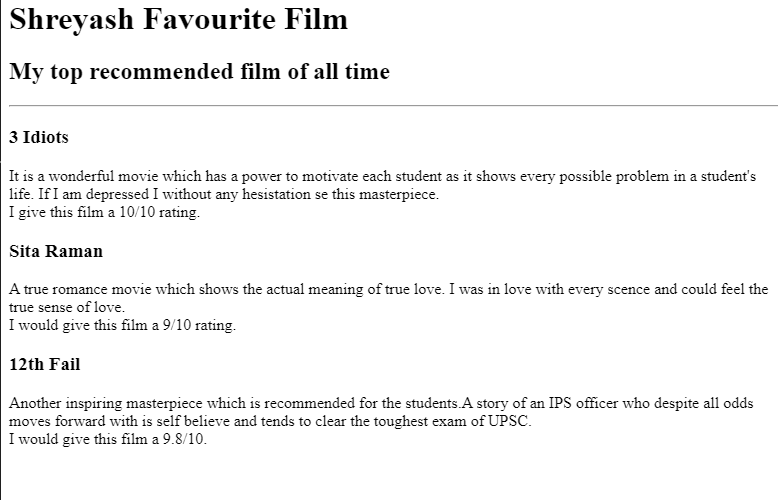 Shreyash Favourite Film
My top recommended film of all time
3 Idiots
It is a wonderful movie which has a power to motivate each student as it shows every possible problem in a student's
life. If I am depressed I without any hesistation se this masterpiece.
I give this film a 10/10 rating.
Sita Raman
A true romance movie which shows the actual meaning of true love. I was in love with every scence and could feel the
true sense of love.
I would give this film a 9/10 rating.
12th Fail
Another inspiring masterpiece which is recommended for the students.A story of an IPS officer who despite all odds
moves forward with is self believe and tends to clear the toughest exam of UPSC.
I would give this film a 9.8/10.